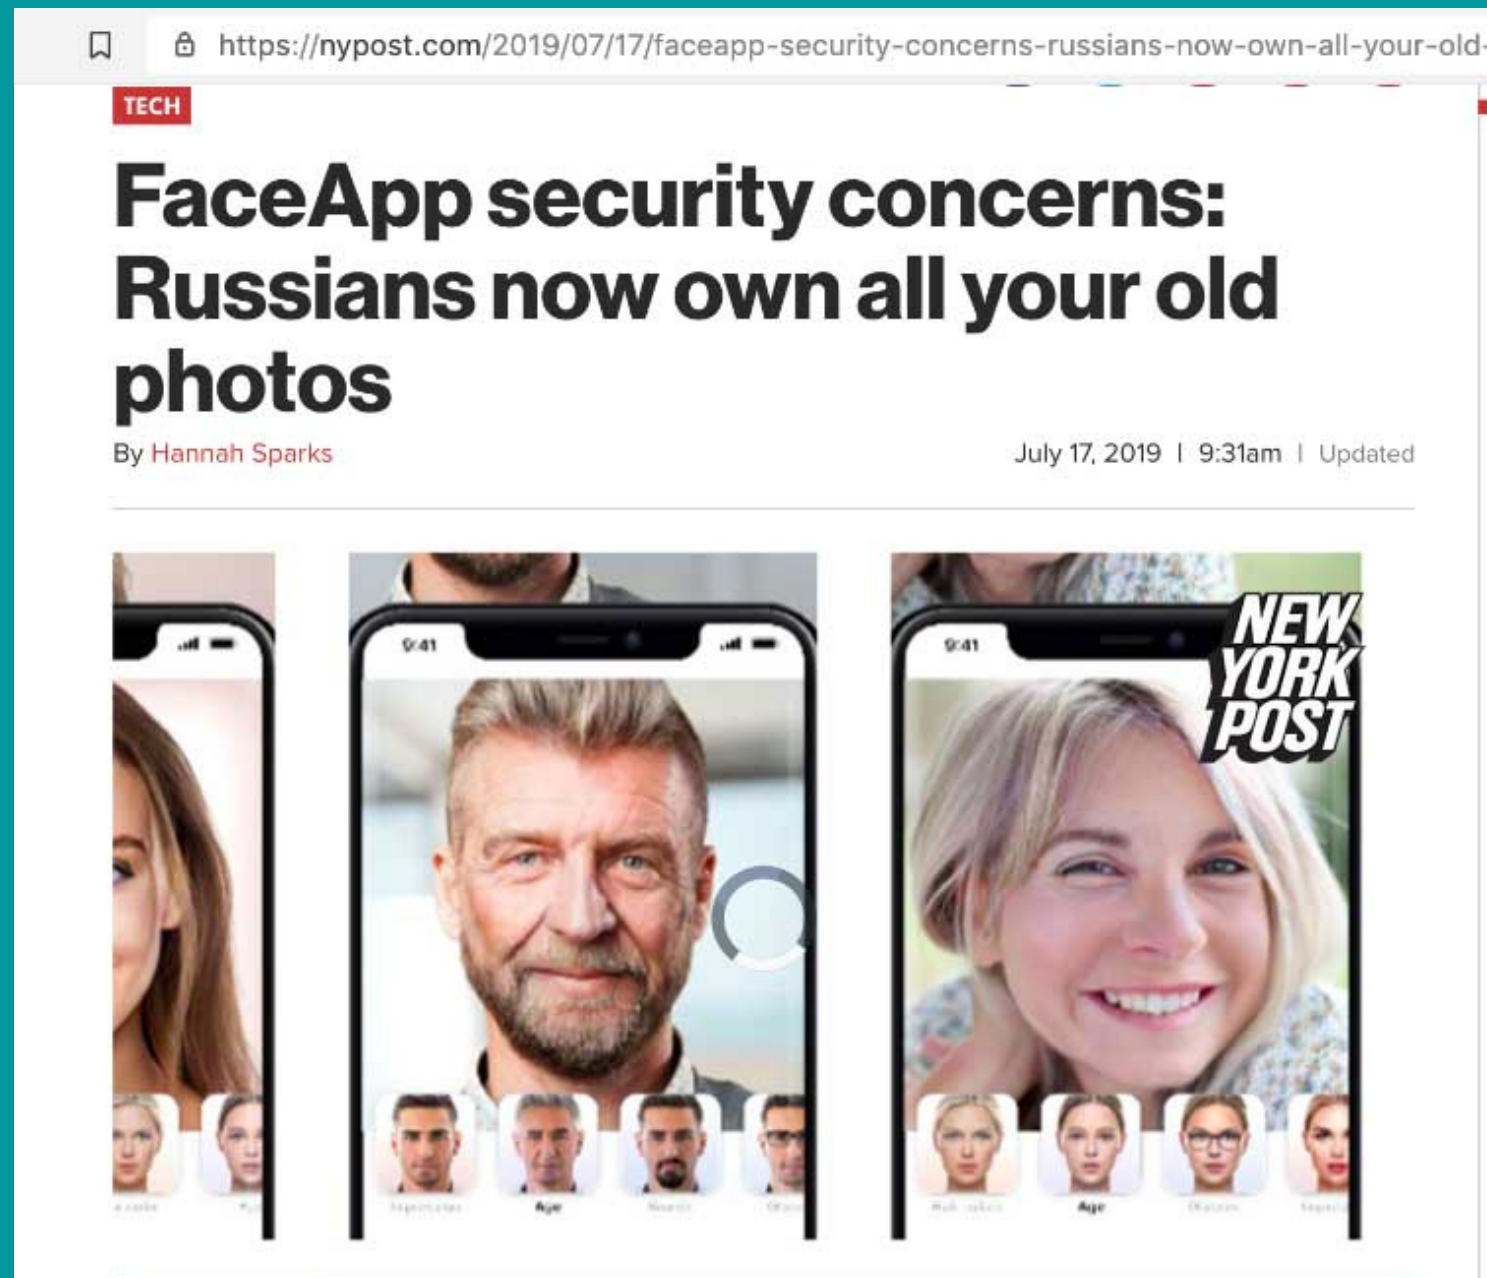 https://nypost.com/2019/07/17/faceapp-security-concerns-russians-now-own-all-your-old-
TECH
FaceApp security concerns:
Russians now own all your old
photos
By Hannah Sparks
July 17, 2019 | 9:31am | Updated
NEW
YORK
POST
9:41
9:41
Age
Age